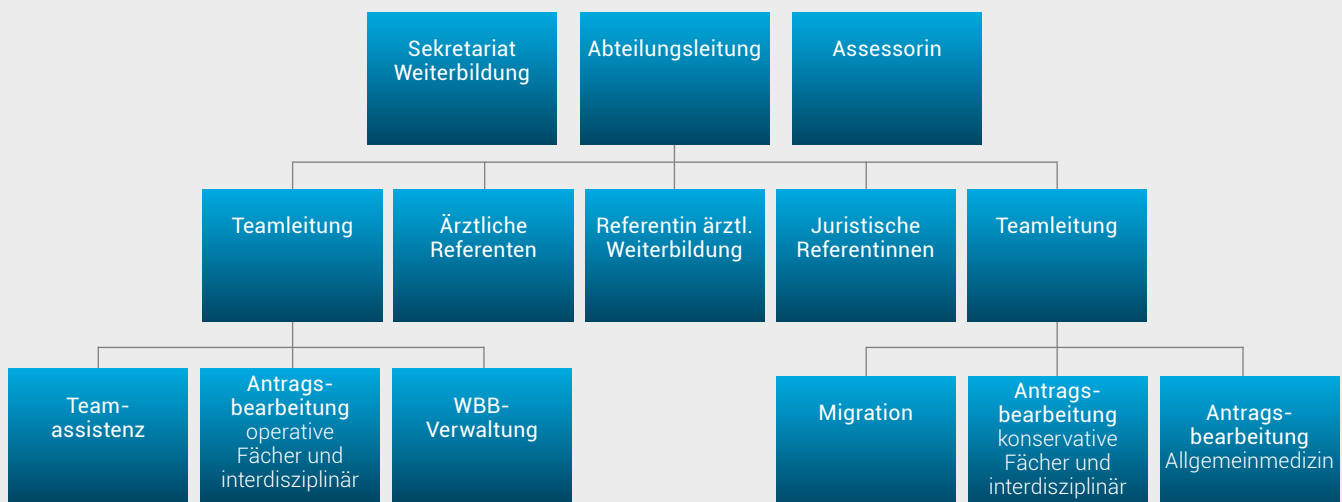 Sekretariat
Weiterbildung
Abteilungsleitung
Assessorin
Teamleitung
Ärztliche
Referenten
Referentin ärztl.
Weiterbildung
Juristische
Referentinnen
Teamleitung
Team-
assistenz
Antrags-
bearbeitung
operative
Fächer und
interdisziplinär
WBB-
Verwaltung
Migration
Antrags-
bearbeitung
konservative
Fächer und
interdisziplinär
Antrags-
bearbeitung
Allgemeinmedizin